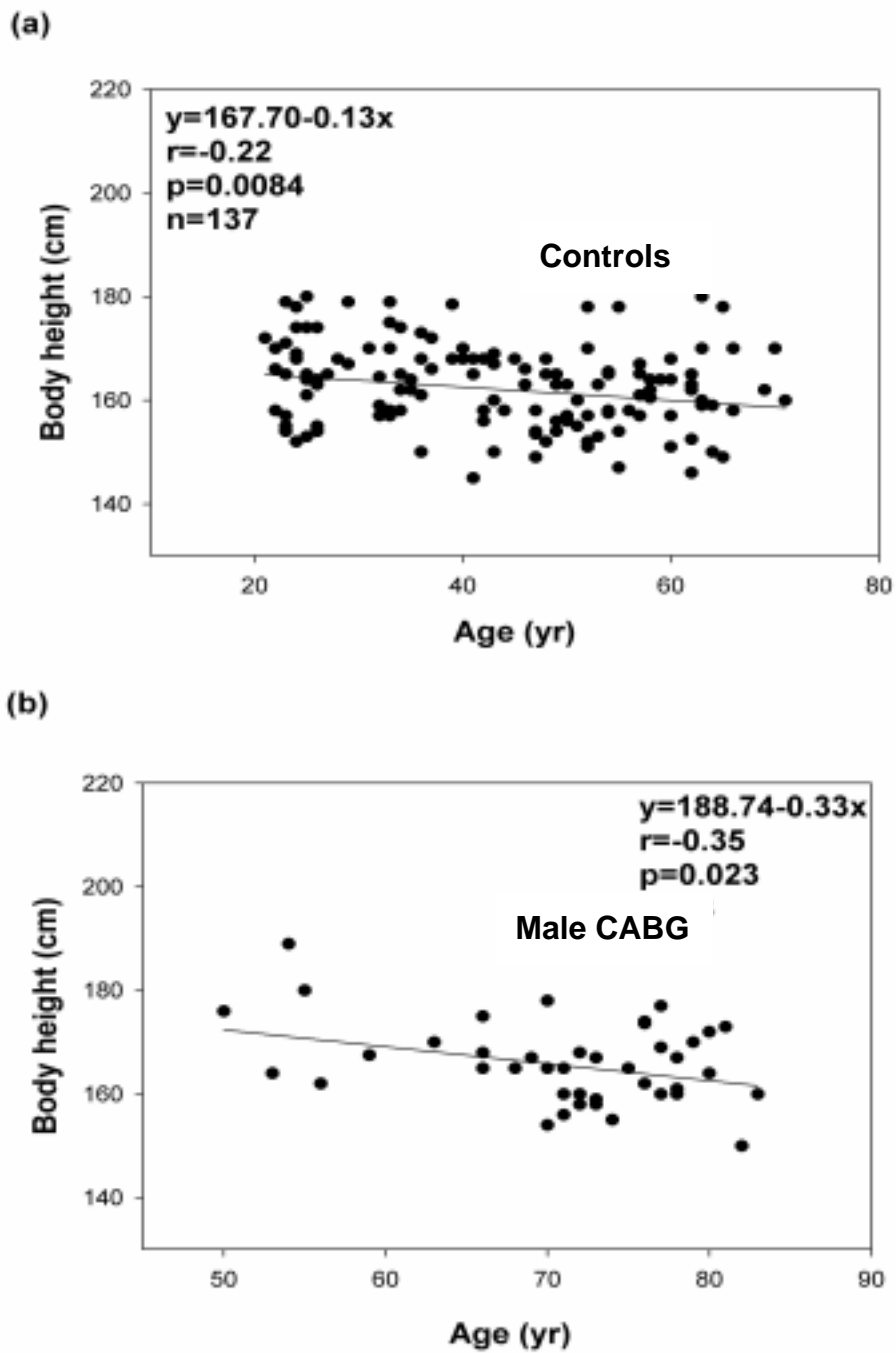 (a)
220
y=167.70-0.13x
r=-0.22
p=0.0084
n=137
200
Controls
180
160
140
Body height (cm)
20 40 60 80
Age (yr)
(b)
220
y=188.74-0.33x
r=-0.35
p=0.023
200
Male CABG
180
160
140
Body height (cm)
50 60 70 80 90
Age (yr)